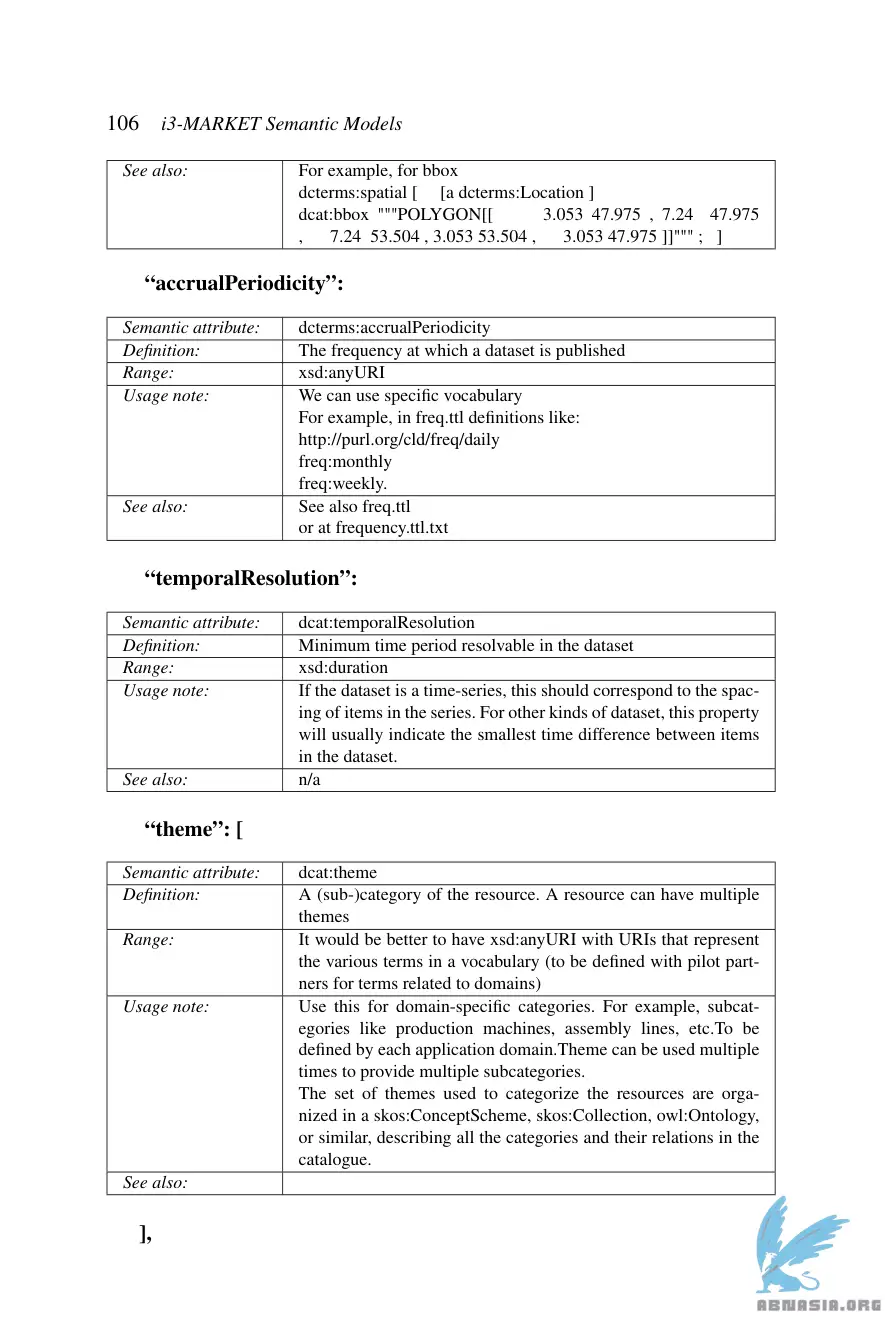 106 i3-MARKET Semantic Models
See also: For example, for bbox
dcterms:spatial [ [a dcterms:Location ]
dcat:bbox """POLYGON[[ 3.053 47.975 , 7.24 47.975
, 7.24 53.504 , 3.053 53.504 , 3.053 47.975 ]]""" ; ]
“accrualPeriodicity”:
Semantic attribute: dcterms:accrualPeriodicity
Definition: The frequency at which a dataset is published
Range: xsd:anyURI
Usage note: We can use specific vocabulary
For example, in freq.ttl definitions like:
http://purl.org/cld/freq/daily
freq:monthly
freq:weekly.
See also: See also freq.ttl
or at frequency.ttl.txt
“temporalResolution”:
Semantic attribute: dcat:temporalResolution
Definition: Minimum time period resolvable in the dataset
Range: xsd:duration
Usage note: If the dataset is a time-series, this should correspond to the spac-
ing of items in the series. For other kinds of dataset, this property
will usually indicate the smallest time difference between items
in the dataset.
See also: n/a
“theme”: [
Semantic attribute: dcat:theme
Definition: A (sub-)category of the resource. A resource can have multiple
themes
Range: It would be better to have xsd:anyURI with URIs that represent
the various terms in a vocabulary (to be defined with pilot part-
ners for terms related to domains)
Usage note: Use this for domain-specific categories. For example, subcat-
egories like production machines, assembly lines, etc.To be
defined by each application domain.Theme can be used multiple
times to provide multiple subcategories.
The set of themes used to categorize the resources are orga-
nized in a skos:ConceptScheme, skos:Collection, owl:Ontology,
or similar, describing all the categories and their relations in the
catalogue.
See also:
],
ABNASIA.ORG